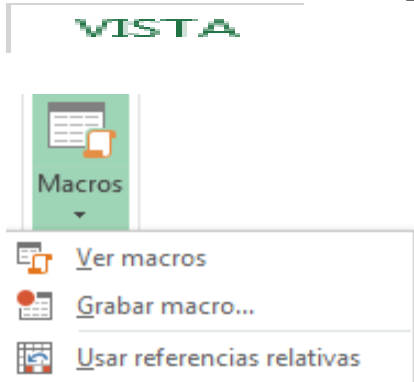 VISTA
Macros
Ver macros
Grabar macro...
Usar referencias relativas